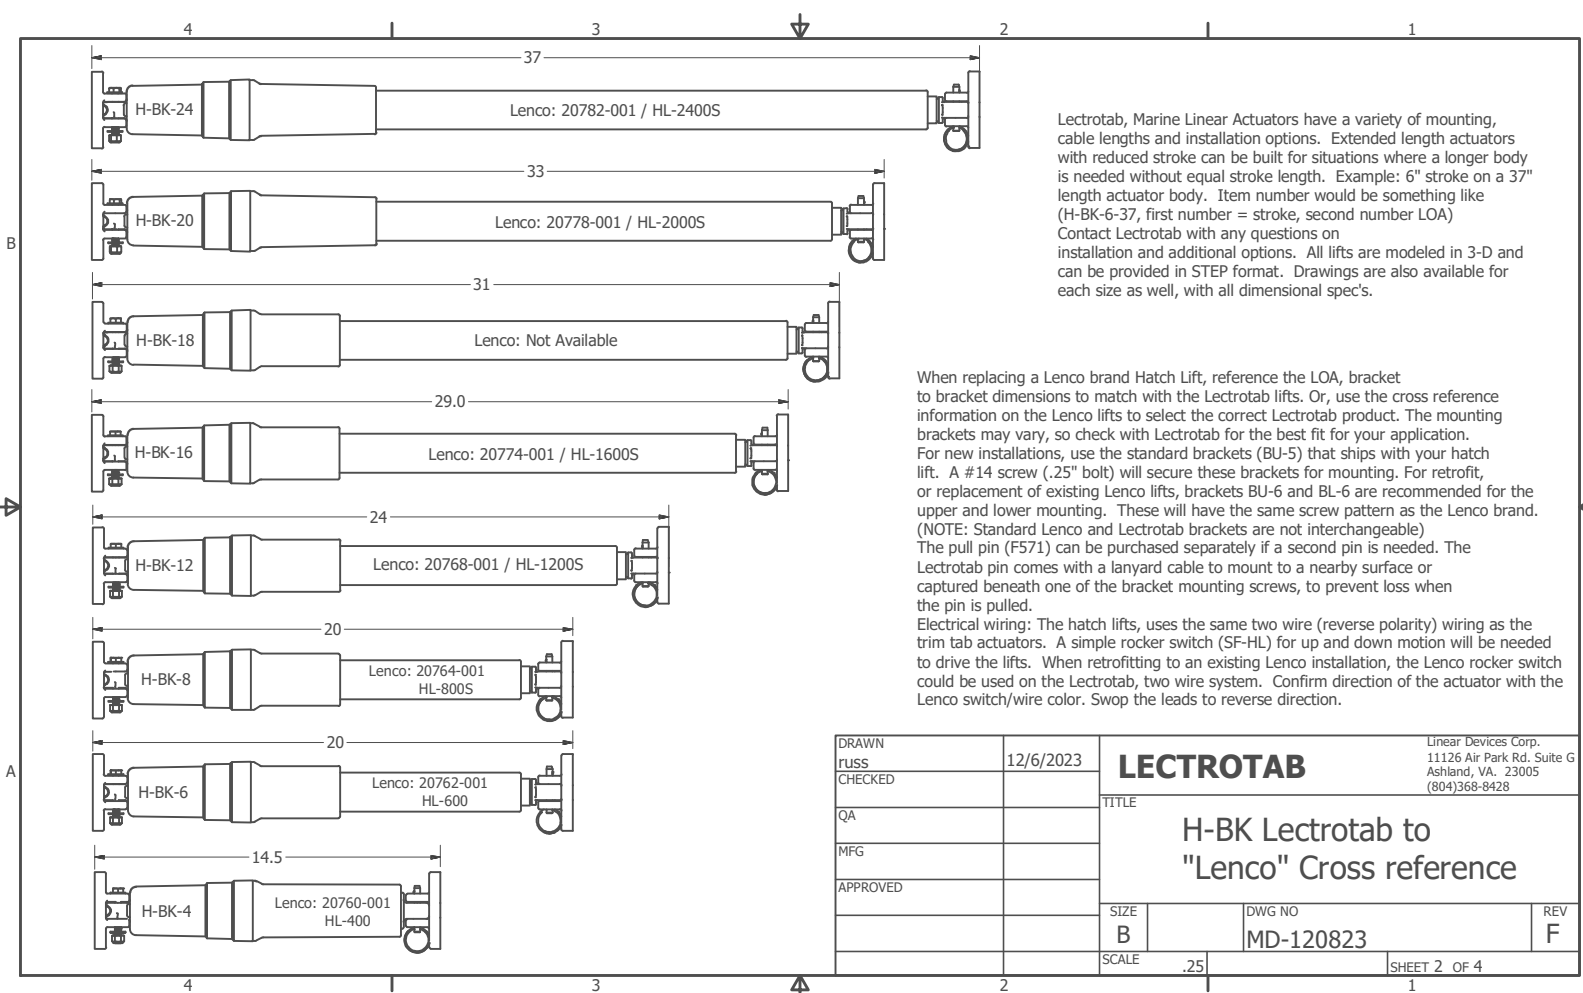 4
3
2
1
37
H-BK-24
Lenco: 20782-001 / HL-2400S
33
H-BK-20
Lenco: 20778-001 / HL-2000S
31
H-BK-18
Lenco: Not Available
29.0
H-BK-16
Lenco: 20774-001 / HL-1600S
24
H-BK-12
Lenco: 20768-001 / HL-1200S
20
H-BK-8
Lenco: 20764-001
HL-800S
20
H-BK-6
Lenco: 20762-001
HL-600
14.5
H-BK-4
Lenco: 20760-001
HL-400
B
A
Lectrotab, Marine Linear Actuators have a variety of mounting,
cable lengths and installation options.  Extended length actuators
with reduced stroke can be built for situations where a longer body
is needed without equal stroke length.  Example: 6" stroke on a 37"
length actuator body.  Item number would be something like
(H-BK-6-37, first number = stroke, second number LOA)
Contact Lectrotab with any questions on
installation and additional options.  All lifts are modeled in 3-D and
can be provided in STEP format.  Drawings are also available for
each size as well, with all dimensional spec's.
When replacing a Lenco brand Hatch Lift, reference the LOA, bracket
to bracket dimensions to match with the Lectrotab lifts. Or, use the cross reference
information on the Lenco lifts to select the correct Lectrotab product. The mounting
brackets may vary, so check with Lectrotab for the best fit for your application.
For new installations, use the standard brackets (BU-5) that ships with your hatch
lift.  A #14 screw (.25" bolt) will secure these brackets for mounting. For retrofit,
or replacement of existing Lenco lifts, brackets BU-6 and BL-6 are recommended for the
upper and lower mounting.  These will have the same screw pattern as the Lenco brand.
(NOTE: Standard Lenco and Lectrotab brackets are not interchangeable)
The pull pin (F571) can be purchased separately if a second pin is needed. The
Lectrotab pin comes with a lanyard cable to mount to a nearby surface or
captured beneath one of the bracket mounting screws, to prevent loss when
the pin is pulled.
Electrical wiring: The hatch lifts, uses the same two wire (reverse polarity) wiring as the
trim tab actuators.  A simple rocker switch (SF-HL) for up and down motion will be needed
to drive the lifts.  When retrofitting to an existing Lenco installation, the Lenco rocker switch
could be used on the Lectrotab, two wire system.  Confirm direction of the actuator with the
Lenco switch/wire color. Swop the leads to reverse direction.
DRAWN
russ
12/6/2023
CHECKED
QA
MFG
APPROVED
LECTROTAB
Linear Devices Corp.
11126 Air Park Rd. Suite G
Ashland, VA.  23005
(804)368-8428
TITLE
H-BK Lectrotab to
"Lenco" Cross reference
SIZE
B
DWG NO
MD-120823
REV
F
SCALE
.25
SHEET 2 OF 4
4
3
2
1